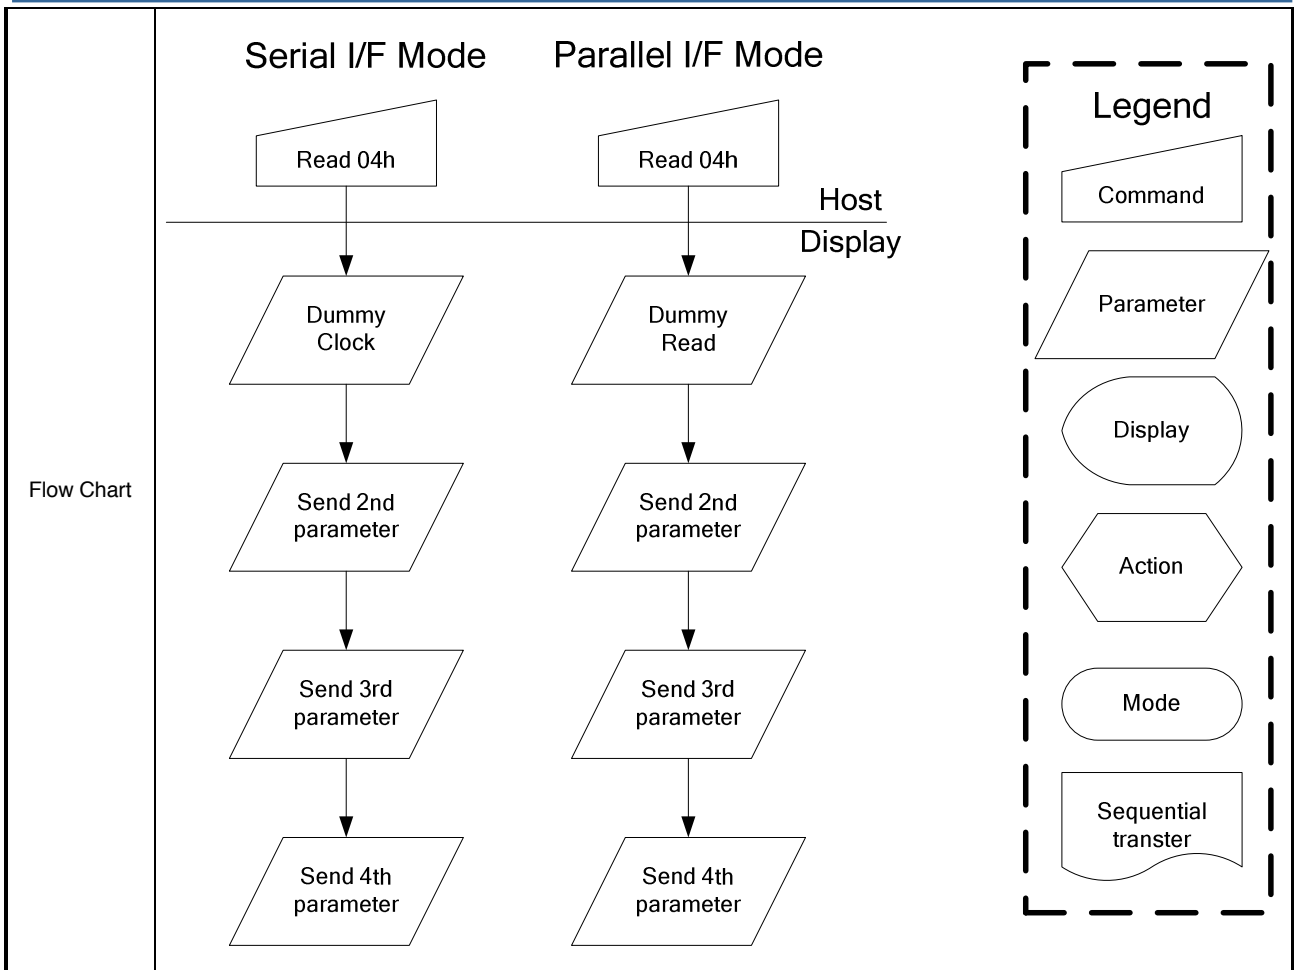 Flow Chart
Serial I/F Mode
Parallel I/F Mode
Read 04h
Read 04h
Host
Display
Dummy
Clock
Dummy
Read
Send 2nd
parameter
Send 2nd
parameter
Send 3rd
parameter
Send 3rd
parameter
Send 4th
parameter
Send 4th
parameter
Legend
Command
Parameter
Display
Action
Mode
Sequential
transter